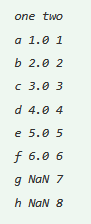 one two
a 1.0 1
b 2.0 2
c 3.0 3
d 4.0 4
e 5.0 5
f 6.0 6
g NaN 7
h NaN 8